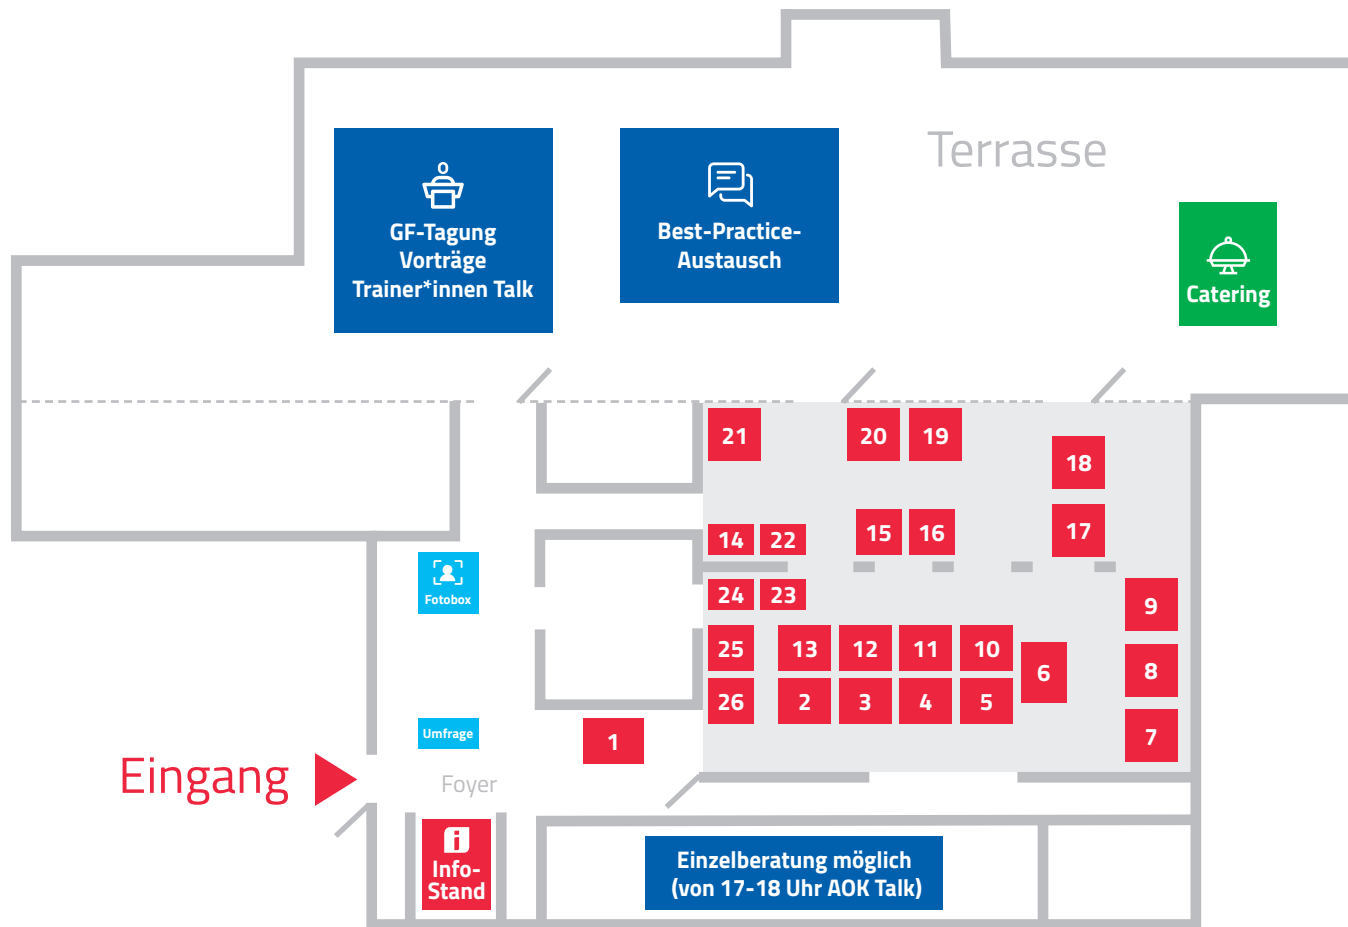 Terrasse
GF-Tagung
Vorträge
Trainer*innen Talk
Best-Practice-
Austausch
Catering
21
20
19
18
14
22
15
16
17
24
23
9
25
13
12
11
10
6
8
26
2
3
4
5
7
1
Fotobox
Umfrage
Eingang
Foyer
i
Info-
Stand
Einzelberatung möglich
(von 17-18 Uhr AOK Talk)